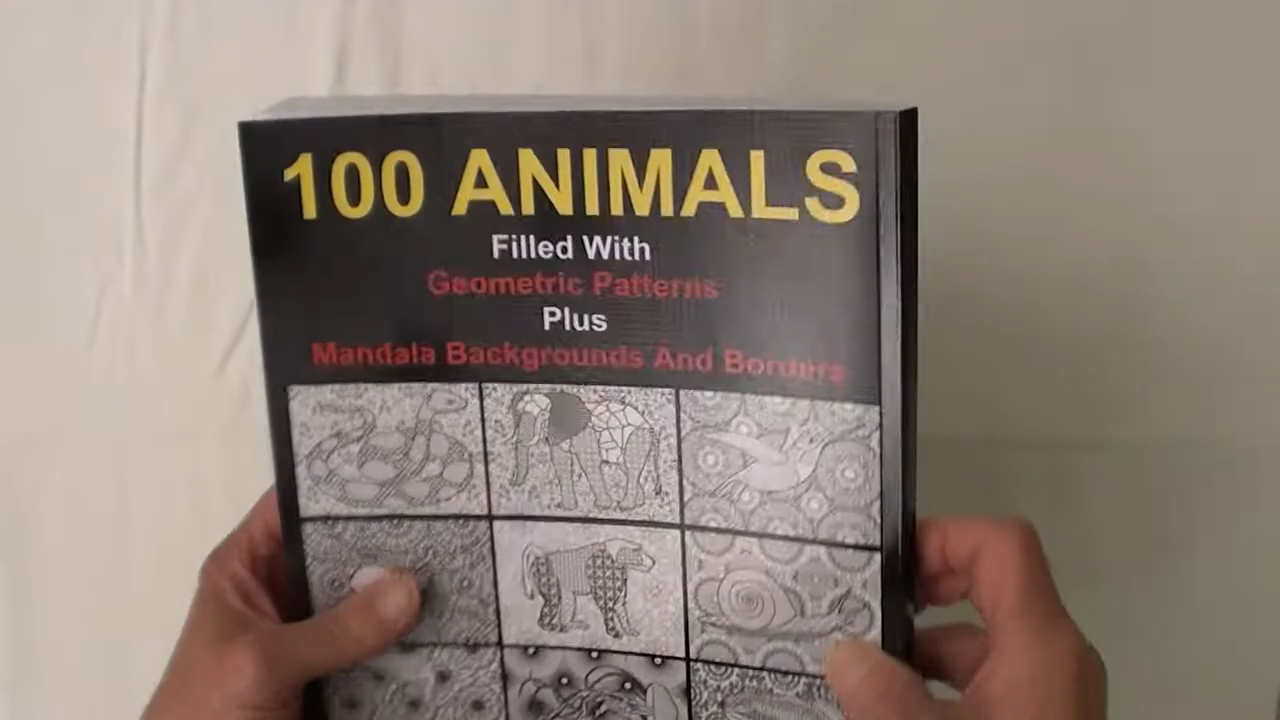 100 ANIMALS
Filled With
Geometric Patterns
Plus
Mandala Backgrounds And Borders